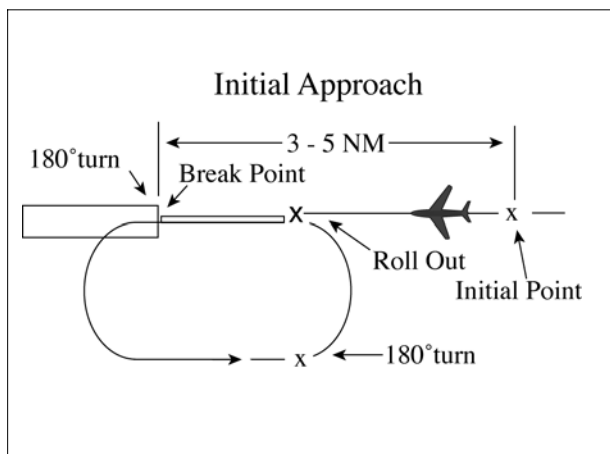 Initial Approach
3 - 5 NM
180°turn
Break Point
X
x
Roll Out
Initial Point
x
180°turn